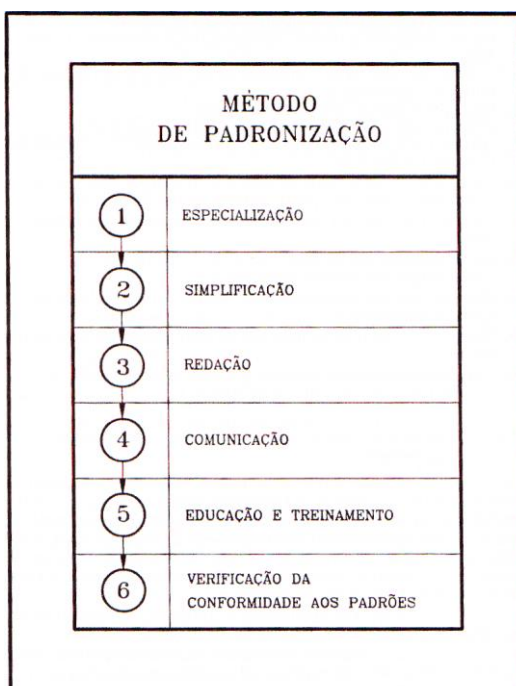 MÉTODO
DE PADRONIZAÇÃO
1 ESPECIALIZAÇÃO
2 SIMPLIFICAÇÃO
3 REDAÇÃO
4 COMUNICAÇÃO
5 EDUCAÇÃO E TREINAMENTO
6 VERIFICAÇÃO DA
CONFORMIDADE AOS PADRÕES